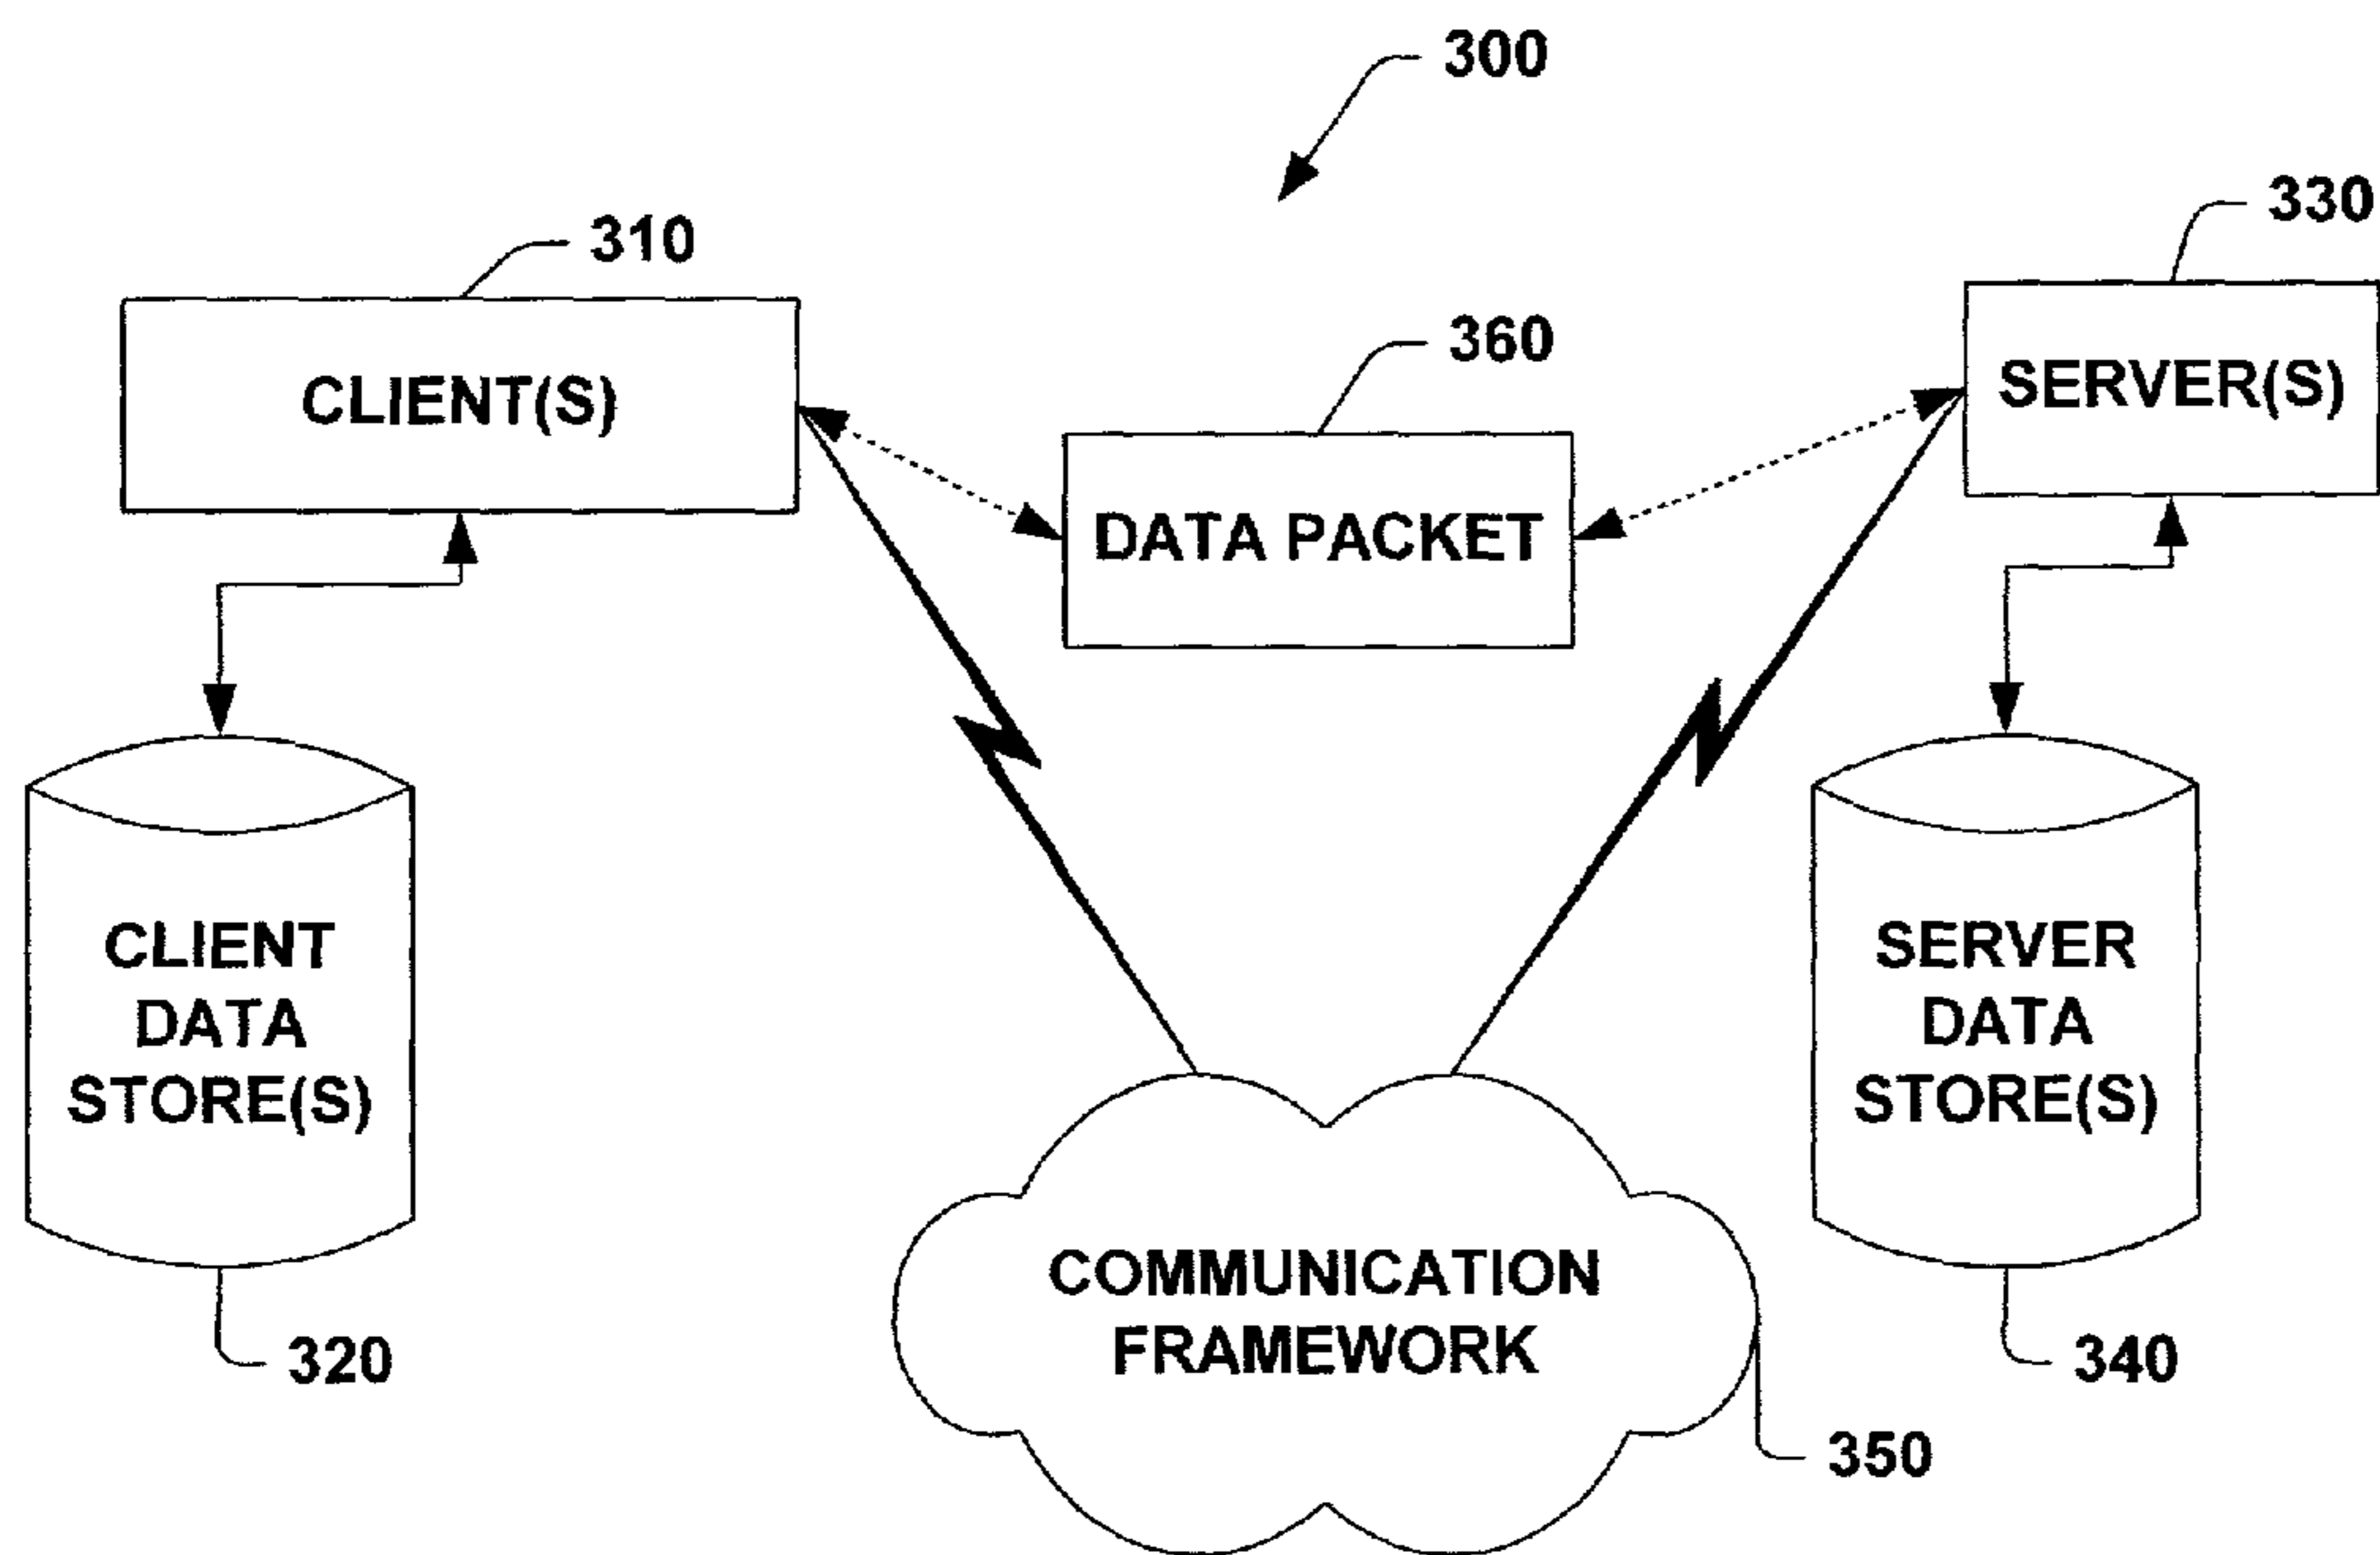 300
330
310
360
CLIENT(S)
SERVER(S)
DATA PACKET
CLIENT
DATA
STORE(S)
SERVER
DATA
STORE(S)
COMMUNICATION
FRAMEWORK
320
340
350